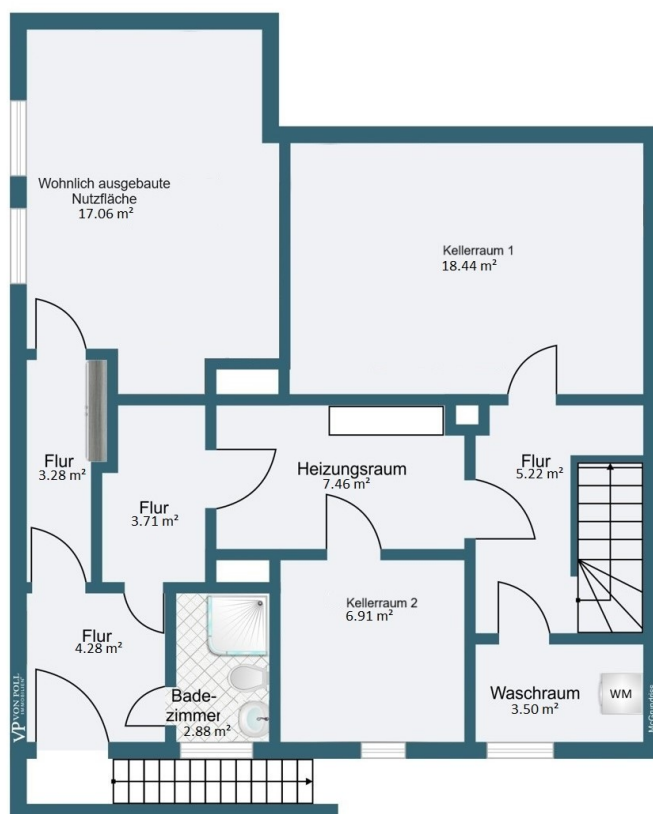 Wohnlich ausgebaute
Nutzfläche
17.06 m²
Kellerraum 1
18.44 m²
Flur
3.28 m²
Flur
3.71 m²
Heizungsraum
7.46 m²
Flur
5.22 m²
Kellerraum 2
6.91 m²
Flur
4.28 m²
Bade-
zimmer
2.88 m²
Waschraum
3.50 m²
WM
VP VON POLL
IMMOBILIEN
McGrundriss